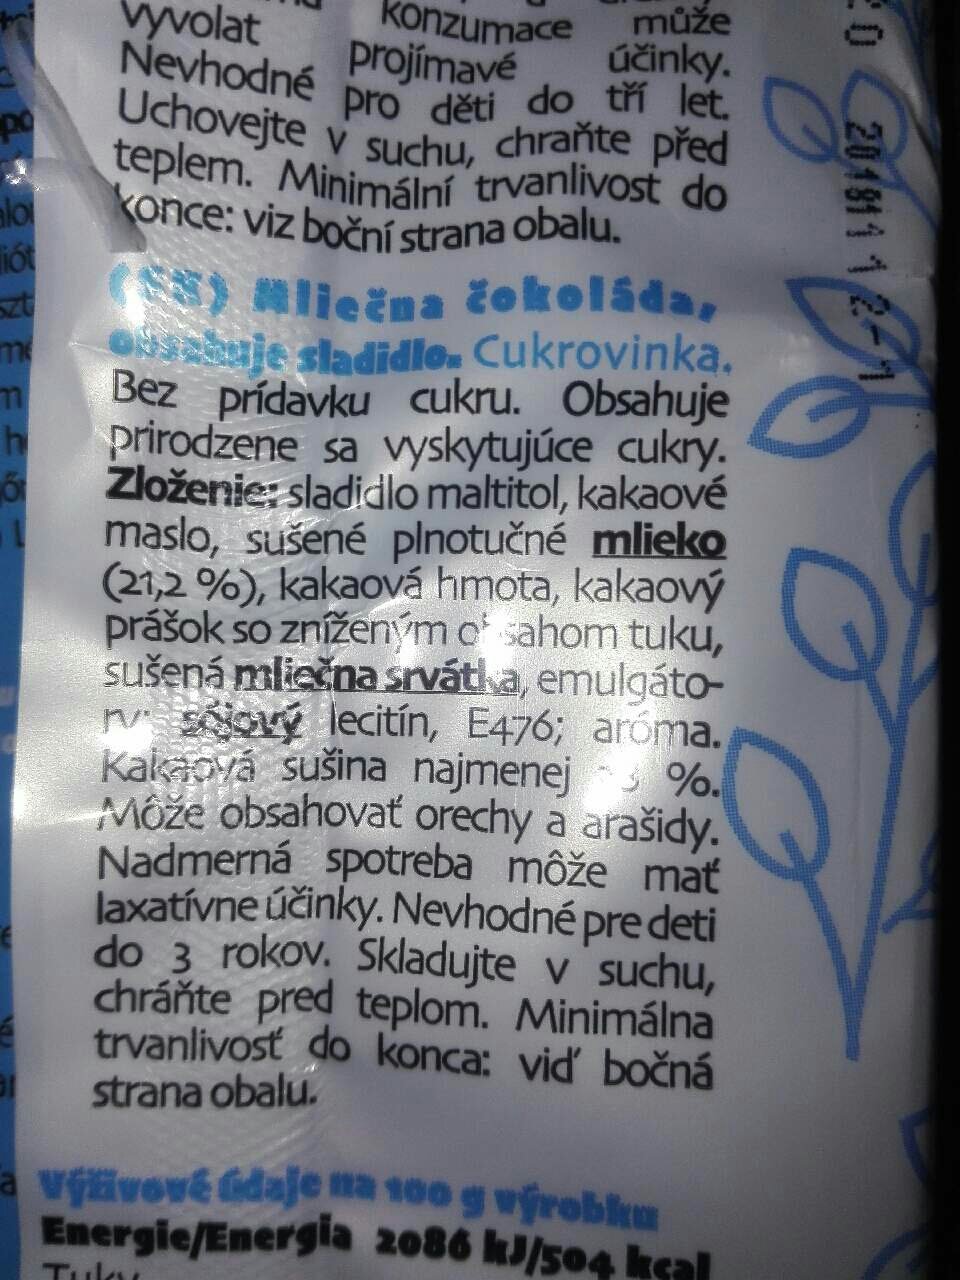 vyvolat konzumace může
projímavé účinky.
Nevhodné pro děti do tří let.
Uchovejte v suchu, chraňte před
teplem. Minimální trvanlivost do
konce: viz boční strana obalu.
(SK) Mliečna čokoláda,
obsahuje sladidlo. Cukrovinka.
Bez prídavku cukru. Obsahuje
prirodzene sa vyskytujúce cukry.
Zloženie: sladidlo maltitol, kakaové
maslo, sušené plnotučné mlieko
(21,2 %), kakaová hmota, kakaový
prášok so zníženým obsahom tuku,
sušená mliečna srvátka, emulgáto-
ry: sójový lecitín, E476; aróma.
Kakaová sušina najmenej %.
Môže obsahovať orechy a arašidy.
Nadmerná spotreba môže mať
laxatívne účinky. Nevhodné pre deti
do 3 rokov. Skladujte v suchu,
chráňte pred teplom. Minimálna
trvanlivosť do konca: viď bočná
strana obalu.
Výživové údaje na 100 g výrobku
Energie/Energia 2086 kJ/504 kcal
Tuky